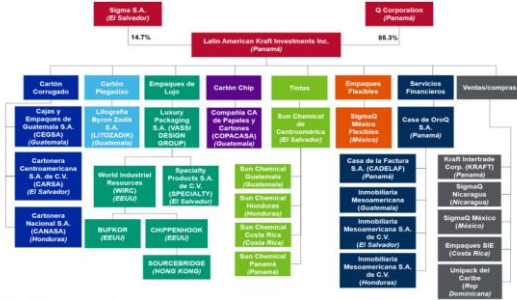 Sigma S.A.
(El Salvador)
Q Corporation
(Panamá)
14.7%
85.3%
Latin American Kraft Investments Inc.
(Panamá)
Cartón
Corrugado
Cartón
Plegadizo
Empaques de
Lujo
Cartón Chip
Tintas
Empaques
Flexibles
Servicios
Financieros
Ventas/compras
Cajas y
Empaques de
Guatemala S.A.
(CEGSA)
(Guatemala)
Litografía
Byron Zadik
S.A.
(LITOZADIK)
(Guatemala)
Luxury
Packaging
S.A. (VASSI
DESIGN
GROUP)
Compañía CA
de Papeles y
Cartones
(COPACASA)
(Guatemala)
Sun Chemical
de
Centroamérica
(El Salvador)
SigmaQ
México
Flexibles
(México)
Casa de OroQ
S.A.
(Panamá)
Cartonera
Centroamericana
S.A. de C.V.
(CARSA)
(El Salvador)
World Industrial
Resources
(WIRC)
(EEUU)
Specialty
Products S.A.
de C.V.
(SPECIALTY)
(El Salvador)
Sun Chemical
Guatemala
(Guatemala)
Casa de la Factura
S.A. (CADELAF)
(Panamá)
Kraft Intertrade
Corp. (KRAFT)
(Panamá)
Inmobiliaria
Mesoamericana
(Guatemala)
SigmaQ
Nicaragua
(Nicaragua)
Cartonera
Nacional S.A.
(CANASA)
(Honduras)
BUFKOR
(EEUU)
CHIPPENHOOK
(EEUU)
Sun Chemical
Honduras
(Honduras)
Inmobiliaria
Mesoamericana S.A.
de C.V.
(El Salvador)
SigmaQ México
(México)
Sun Chemical
Costa Rica
(Costa Rica)
Empaques SIE
(Costa Rica)
SOURCEBRIDGE
(HONG KONG)
Sun Chemical
Panamá
(Panamá)
Inmobiliaria
Mesoamericana S.A.
de C.V.
(Honduras)
Unipack del
Caribe
(Rep
Dominicana)